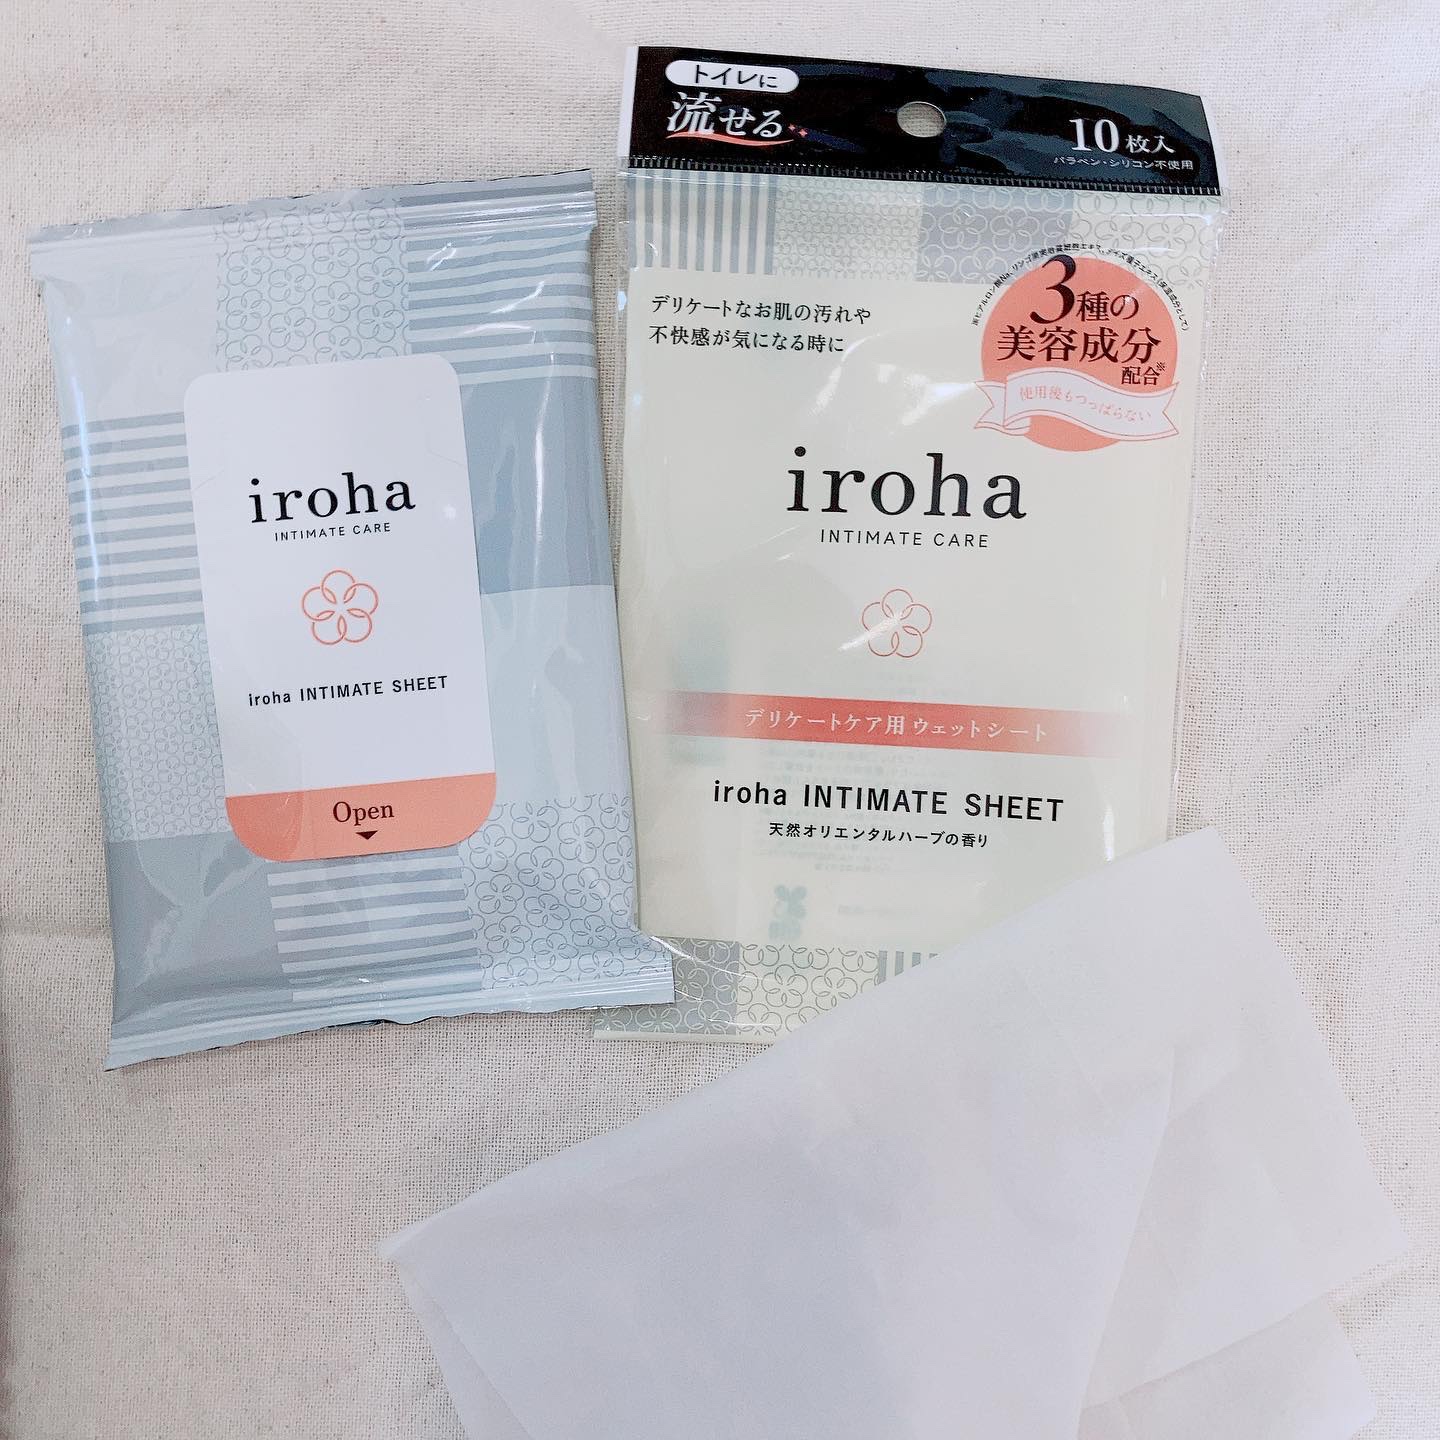 iroha
INTIMATE CARE
iroha INTIMATE SHEET
Open
トイレに
流せる
10枚入
パラベン・シリコン不使用
デリケートなお肌の汚れや
不快感が気になる時に
3種の
美容成分
配合※
使用後もつっぱらない
iroha
INTIMATE CARE
デリケートケア用ウェットシート
iroha INTIMATE SHEET
天然オリエンタルハーブの香り